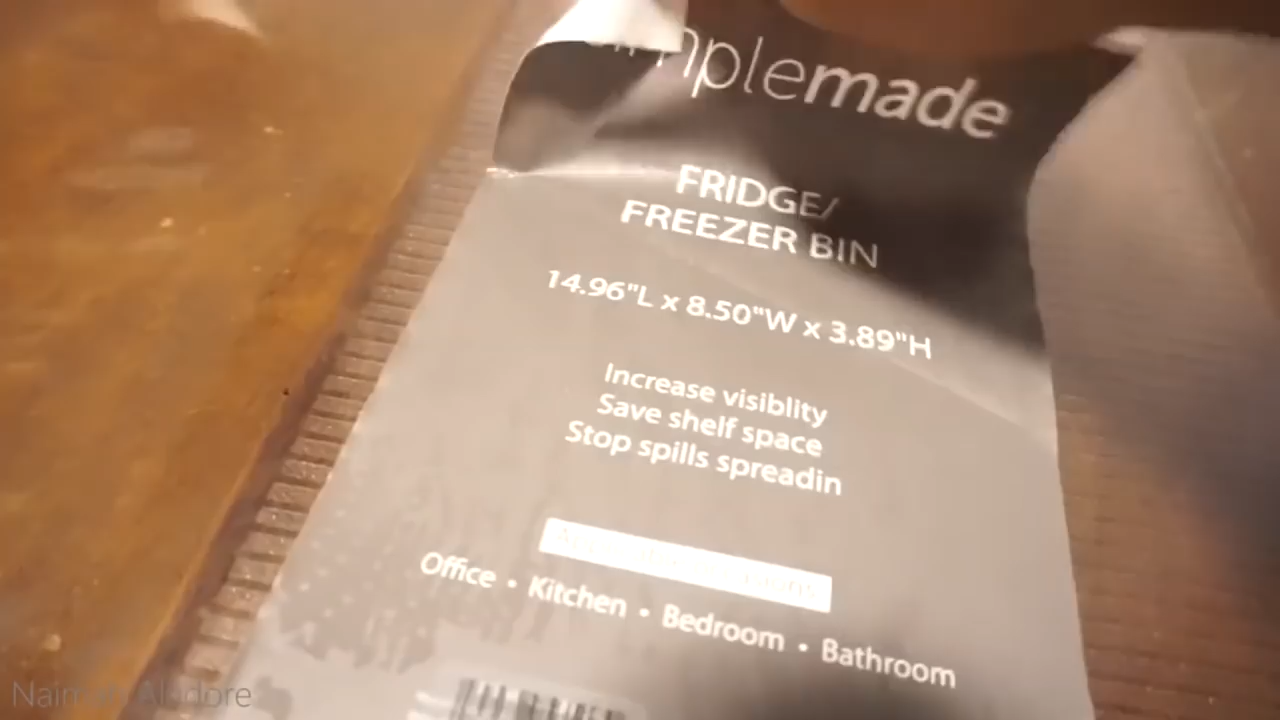 simplemade
FRIDGE/
FREEZER BIN
14.96"L x 8.50"W x 3.89"H
Increase visiblity
Save shelf space
Stop spills spreadin
Office • Kitchen • Bedroom • Bathroom